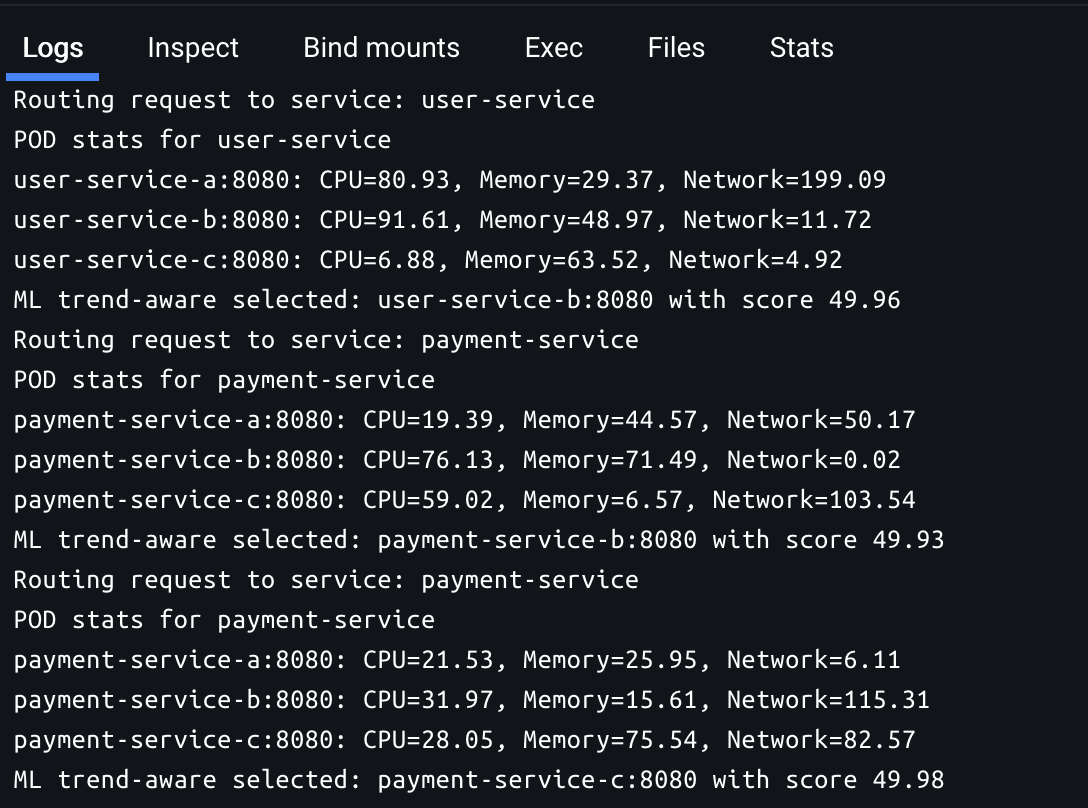 Logs Inspect Bind mounts Exec Files Stats
Routing request to service: user-service
POD stats for user-service
user-service-a:8080: CPU=80.93, Memory=29.37, Network=199.09
user-service-b:8080: CPU=91.61, Memory=48.97, Network=11.72
user-service-c:8080: CPU=6.88, Memory=63.52, Network=4.92
ML trend-aware selected: user-service-b:8080 with score 49.96
Routing request to service: payment-service
POD stats for payment-service
payment-service-a:8080: CPU=19.39, Memory=44.57, Network=50.17
payment-service-b:8080: CPU=76.13, Memory=71.49, Network=0.02
payment-service-c:8080: CPU=59.02, Memory=6.57, Network=103.54
ML trend-aware selected: payment-service-b:8080 with score 49.93
Routing request to service: payment-service
POD stats for payment-service
payment-service-a:8080: CPU=21.53, Memory=25.95, Network=6.11
payment-service-b:8080: CPU=31.97, Memory=15.61, Network=115.31
payment-service-c:8080: CPU=28.05, Memory=75.54, Network=82.57
ML trend-aware selected: payment-service-c:8080 with score 49.98